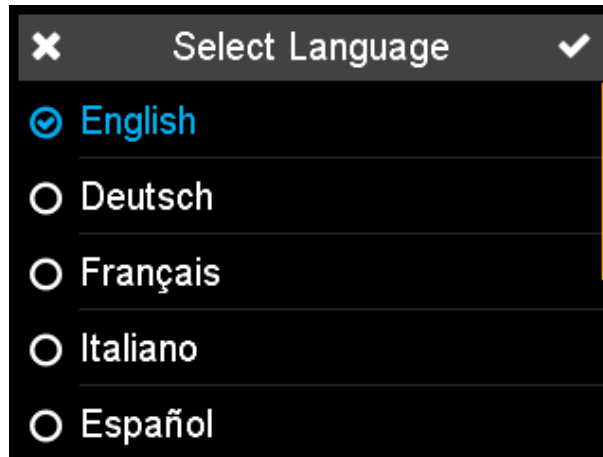 Select Language
English
Deutsch
Français
Italiano
Español